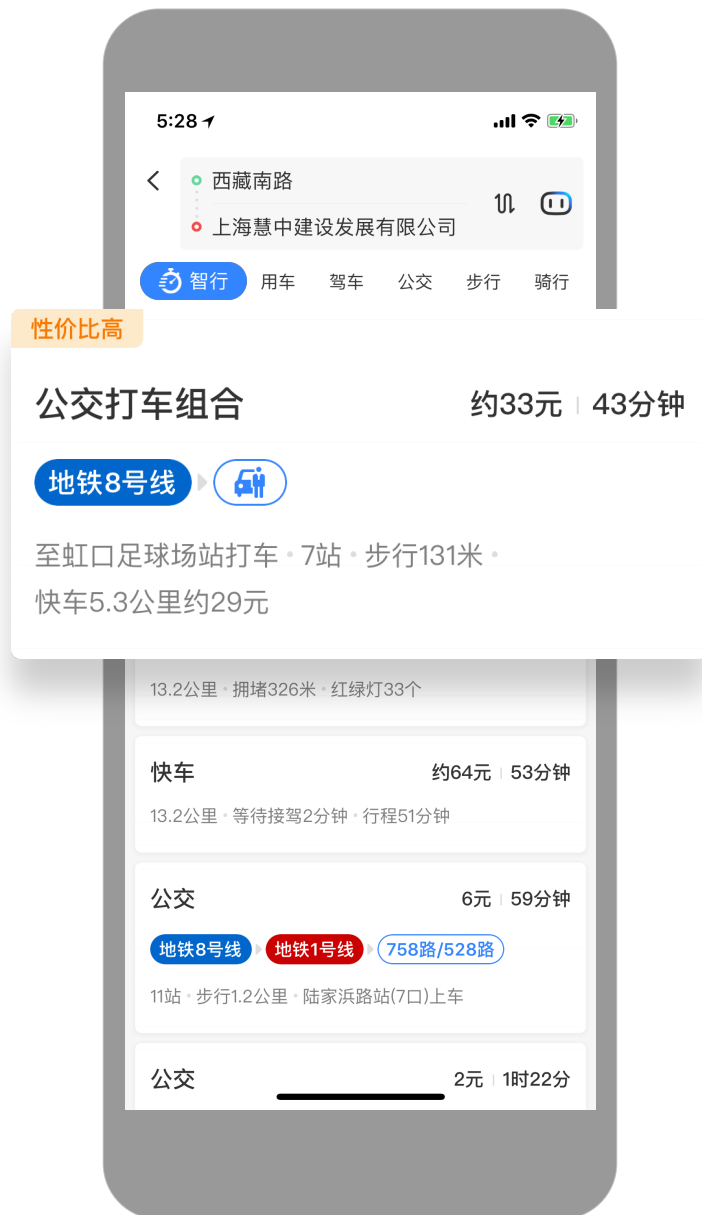 5:28
西藏南路
上海慧中建设发展有限公司
智行 用车 驾车 公交 步行 骑行
性价比高
公交打车组合 约33元 43分钟
地铁8号线
至虹口足球场站打车·7站·步行131米·
快车5.3公里约29元
13.2公里·拥堵326米·红绿灯33个
快车 约64元 53分钟
13.2公里·等待接驾2分钟·行程51分钟
公交 6元 59分钟
地铁8号线 地铁1号线 758路/528路
11站·步行1.2公里·陆家浜路站(7口)上车
公交 2元 1时22分